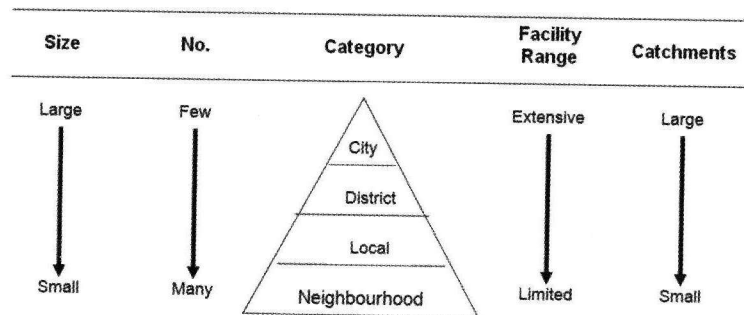 Size No. Category Facility Range Catchments
Large Few Extensive Large
City
District
Local
Small Many Neighbourhood Limited Small